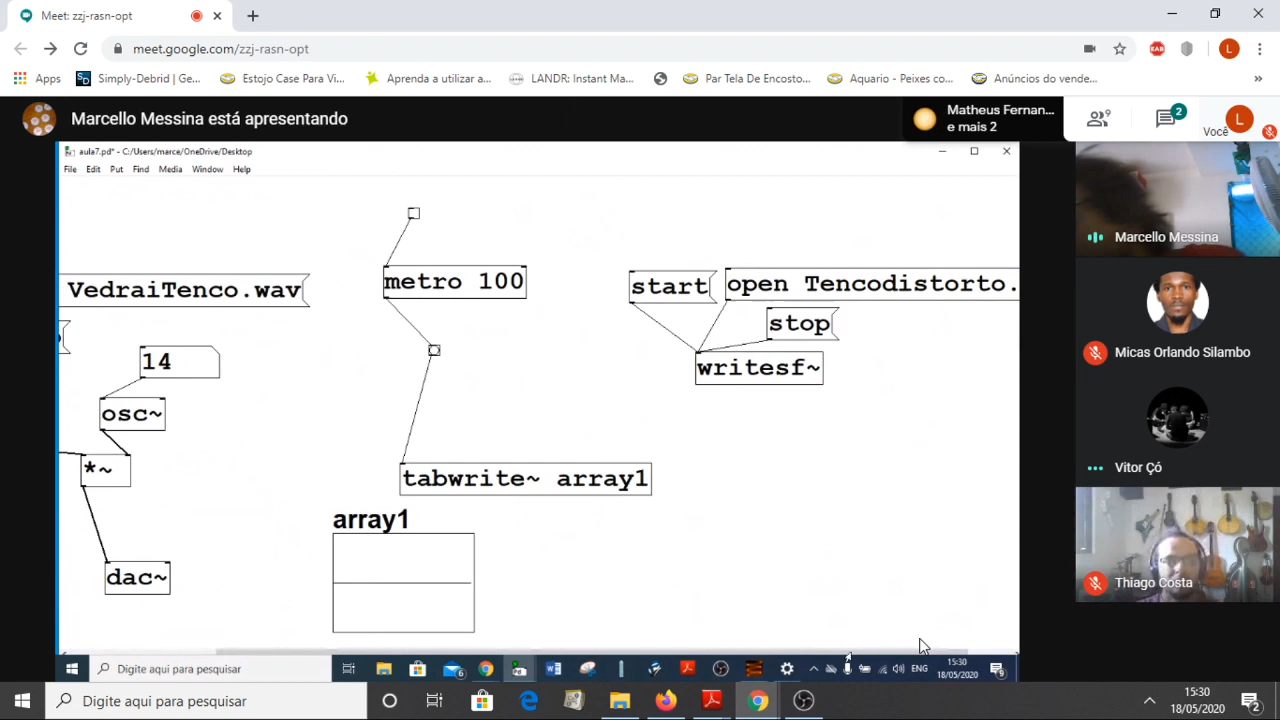 Meet: zzj-rasn-opt
meet.google.com/zzj-rasn-opt
Apps
Simply-Debrid | Ge...
Estojo Case Para Vi...
Aprenda a utilizar a...
LANDR: Instant Ma...
Par Tela De Encosto...
Aquario - Peixes co...
Anúncios do vende...
»
Marcello Messina está apresentando
Matheus Fernan...
e mais 2
2
Você
L
aula7.pd* - C:/Users/marce/OneDrive/Desktop
File Edit Put Find Media Window Help
VedraiTenco.wav
metro 100
start
open Tencodistorto.
stop
writesf~
14
osc~
*~
dac~
tabwrite~ array1
array1
Marcello Messina
Micas Orlando Silambo
Vitor Çó
Thiago Costa
Digite aqui para pesquisar
ENG
15:30
18/05/2020
Digite aqui para pesquisar
15:30
18/05/2020
2